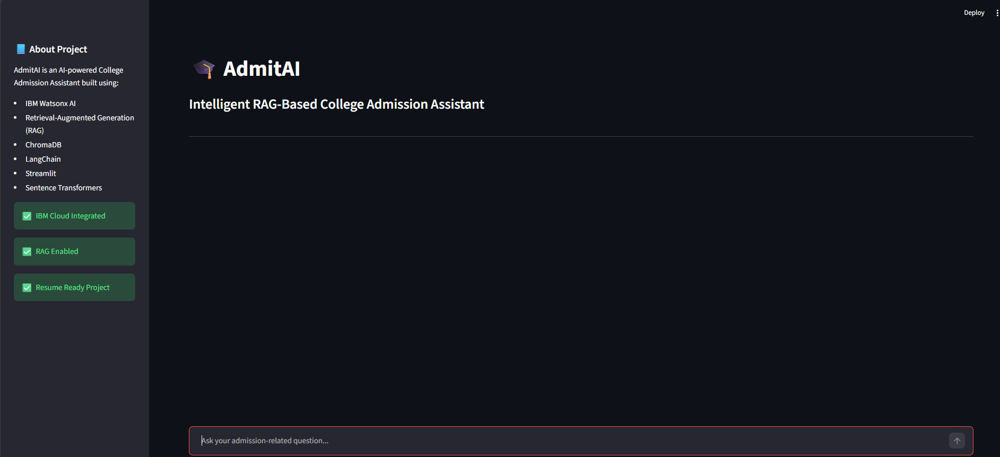 Deploy
📘 About Project
AdmitAI is an AI-powered College
Admission Assistant built using:
• IBM Watsonx AI
• Retrieval-Augmented Generation
(RAG)
• ChromaDB
• LangChain
• Streamlit
• Sentence Transformers
✅ IBM Cloud Integrated
✅ RAG Enabled
✅ Resume Ready Project
🎓 AdmitAI
Intelligent RAG-Based College Admission Assistant
Ask your admission-related question...